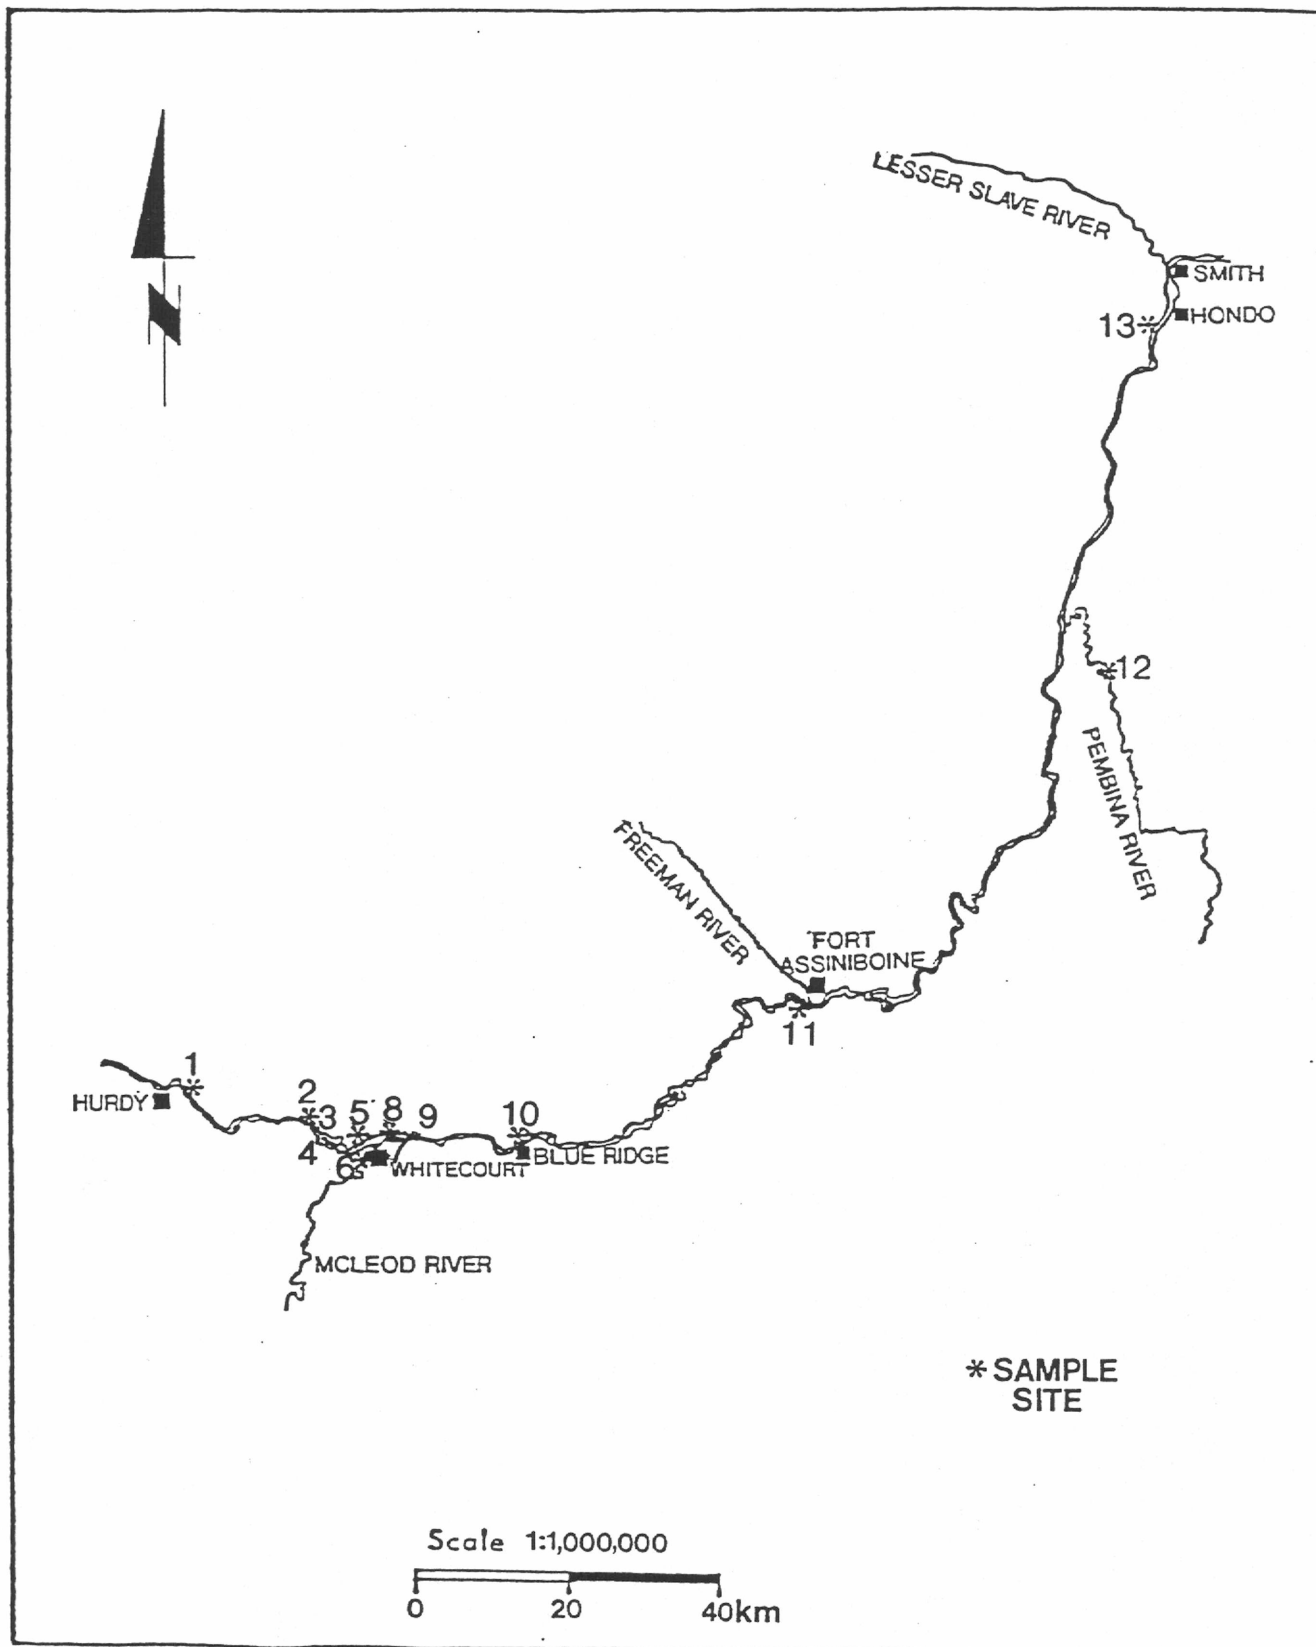 N
LESSER SLAVE RIVER
SMITH
HONDO
13
12
PEMBINA RIVER
FREEMAN RIVER
FORT
ASSINIBOINE
11
1
HURDY
2
3
4
5
6
8
9
10
WHITECOURT
BLUE RIDGE
MCLEOD RIVER
* SAMPLE
SITE
Scale 1:1,000,000
0 20 40km